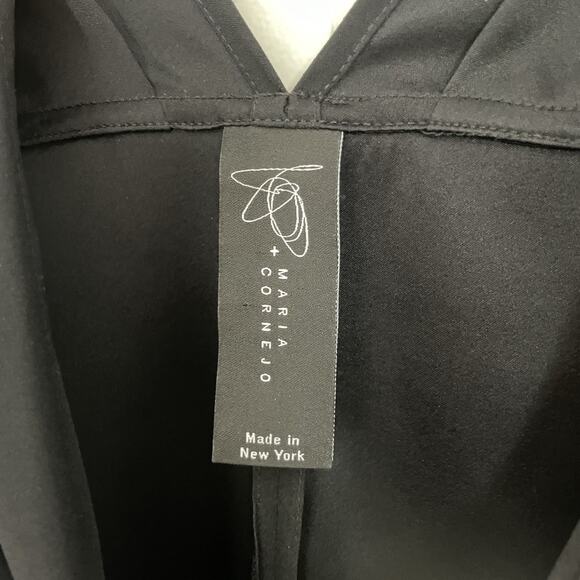 + MARIA
CORNEJO
Made in
New York